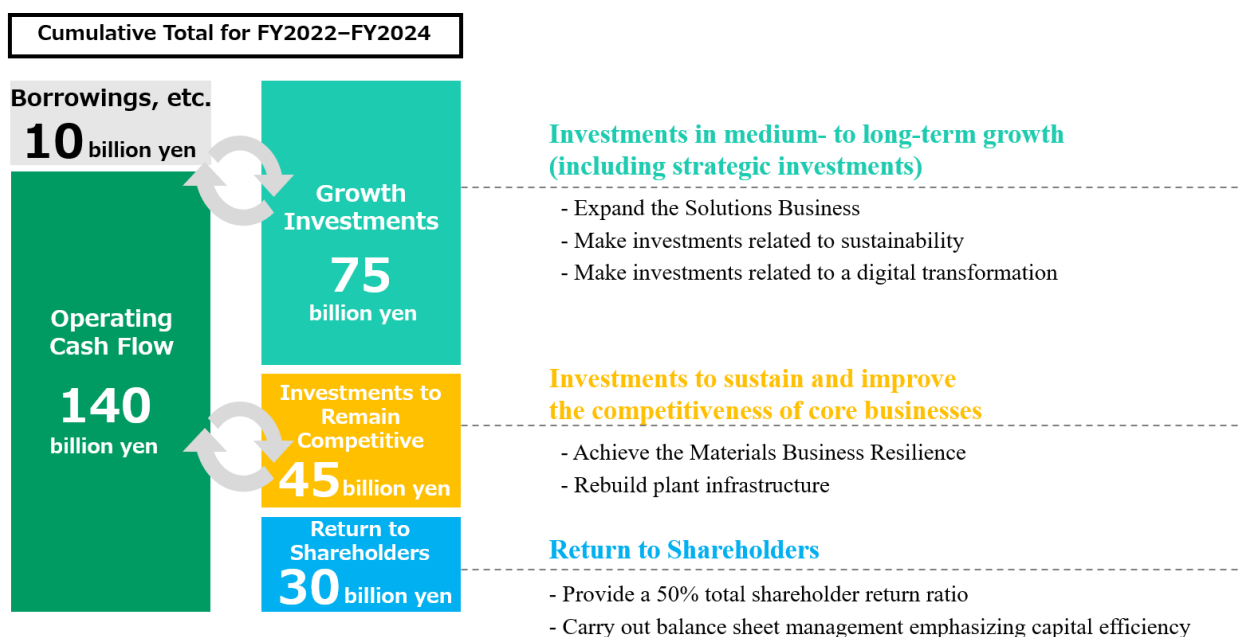 Cumulative Total for FY2022–FY2024
Borrowings, etc.
10 billion yen
Operating
Cash Flow
140
billion yen
Growth
Investments
75
billion yen
Investments to
Remain
Competitive
45 billion yen
Return to
Shareholders
30 billion yen
Investments in medium- to long-term growth
(including strategic investments)
- Expand the Solutions Business
- Make investments related to sustainability
- Make investments related to a digital transformation
Investments to sustain and improve
the competitiveness of core businesses
- Achieve the Materials Business Resilience
- Rebuild plant infrastructure
Return to Shareholders
- Provide a 50% total shareholder return ratio
- Carry out balance sheet management emphasizing capital efficiency